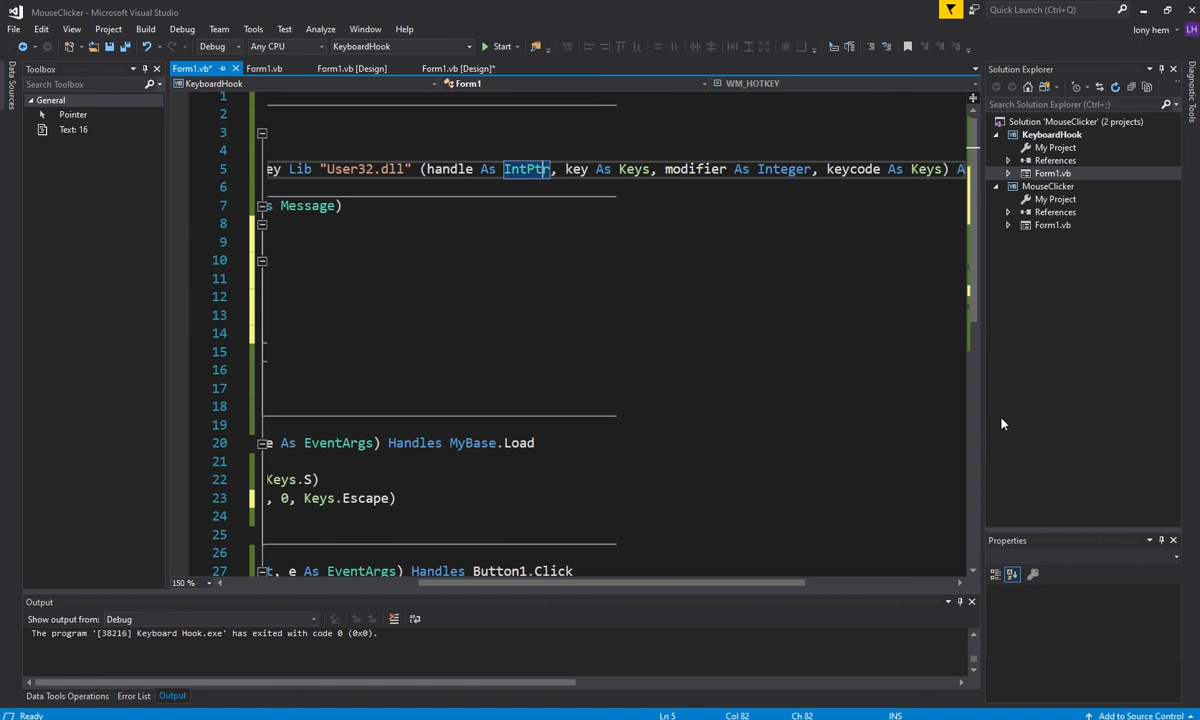 MouseClicker - Microsoft Visual Studio
Quick Launch (Ctrl+Q)
File Edit View Project Build Debug Team Tools Test Analyze Window Help
lony hem LH
Debug Any CPU KeyboardHook Start
Data Sources
Toolbox
Search Toolbox
General
Pointer
Text: 16
Form1.vb* Form1.vb Form1.vb [Design] Form1.vb [Design]*
KeyboardHook Form1 WM_HOTKEY
1
2
3
4
5 ey Lib "User32.dll" (handle As IntPtr, key As Keys, modifier As Integer, keycode As Keys) A
6
7 s Message)
8
9
10
11
12
13
14
15
16
17
18
19
20 e As EventArgs) Handles MyBase.Load
21
22 Keys.S)
23 , 0, Keys.Escape)
24
25
26
27 t, e As EventArgs) Handles Button1.Click
150 %
Solution Explorer
Search Solution Explorer (Ctrl+;)
Solution 'MouseClicker' (2 projects)
KeyboardHook
My Project
References
Form1.vb
MouseClicker
My Project
References
Form1.vb
Diagnostic Tools
Properties
Output
Show output from: Debug
The program '[38216] Keyboard Hook.exe' has exited with code 0 (0x0).
Data Tools Operations Error List Output
Ready Ln 5 Col 82 Ch 82 INS Add to Source Control